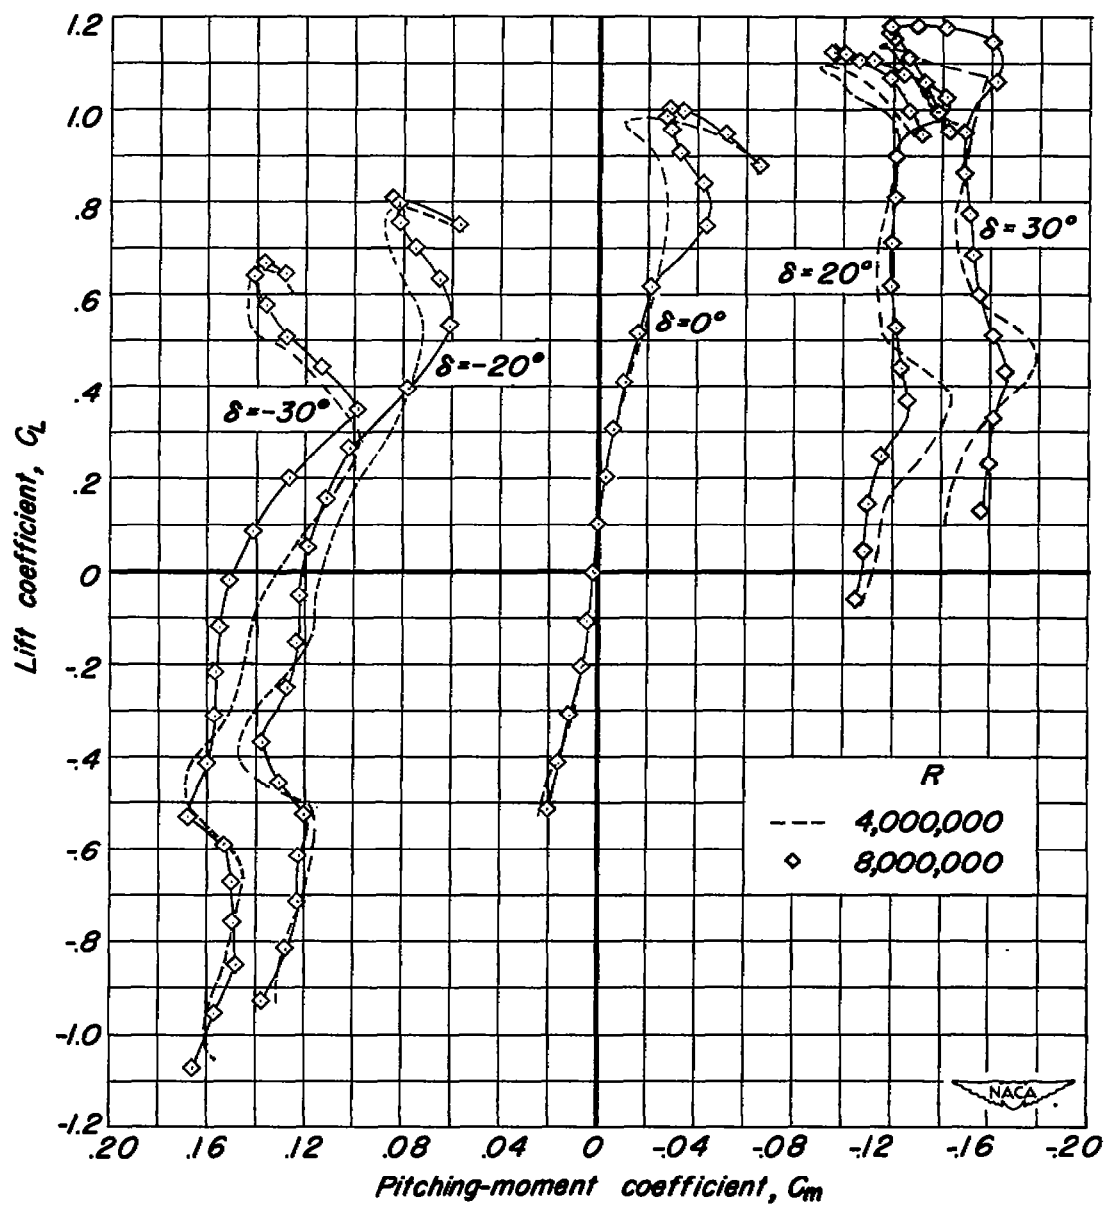 1.2
1.0
.8
.6
.4
.2
0
-.2
-.4
-.6
-.8
-1.0
-1.2
Lift coefficient, CL
δ=-30°
δ=-20°
δ=0°
δ=20°
δ=30°
R
4,000,000
8,000,000
NACA
.20 .16 .12 .08 .04 0 -.04 -.08 -.12 -.16 -.20
Pitching-moment coefficient, Cm